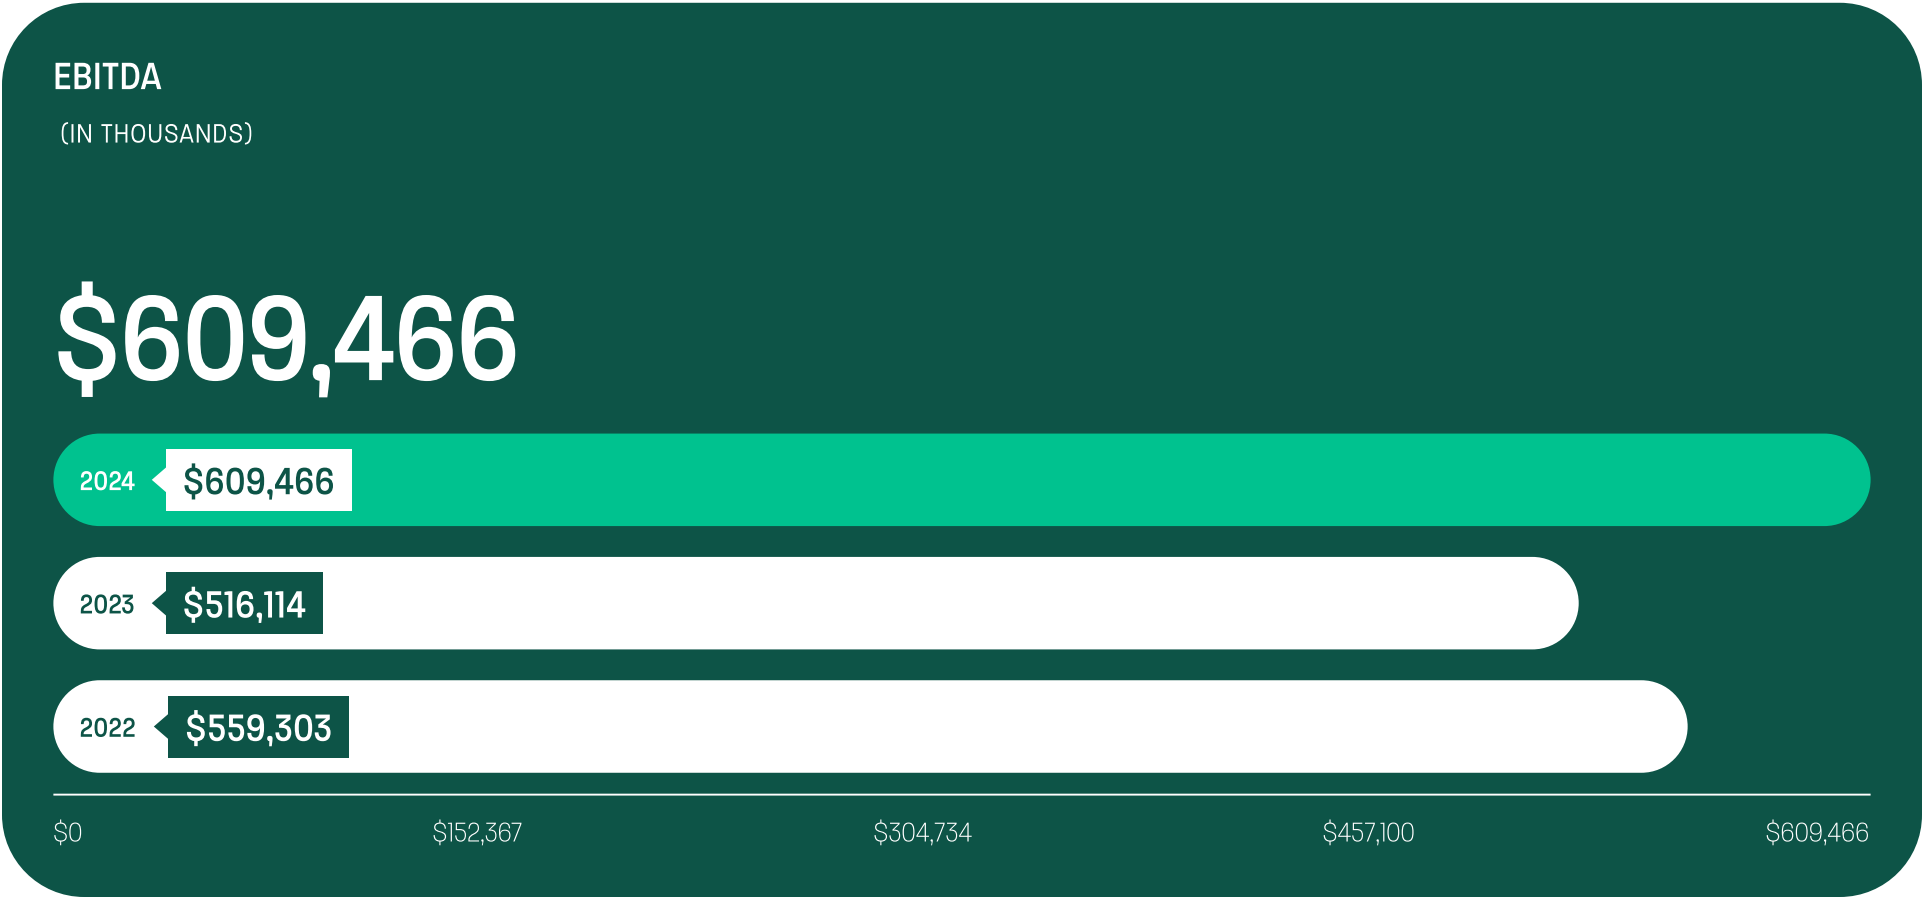 EBITDA
(IN THOUSANDS)
$609,466
2024 $609,466
2023 $516,114
2022 $559,303
$0 $152,367 $304,734 $457,100 $609,466